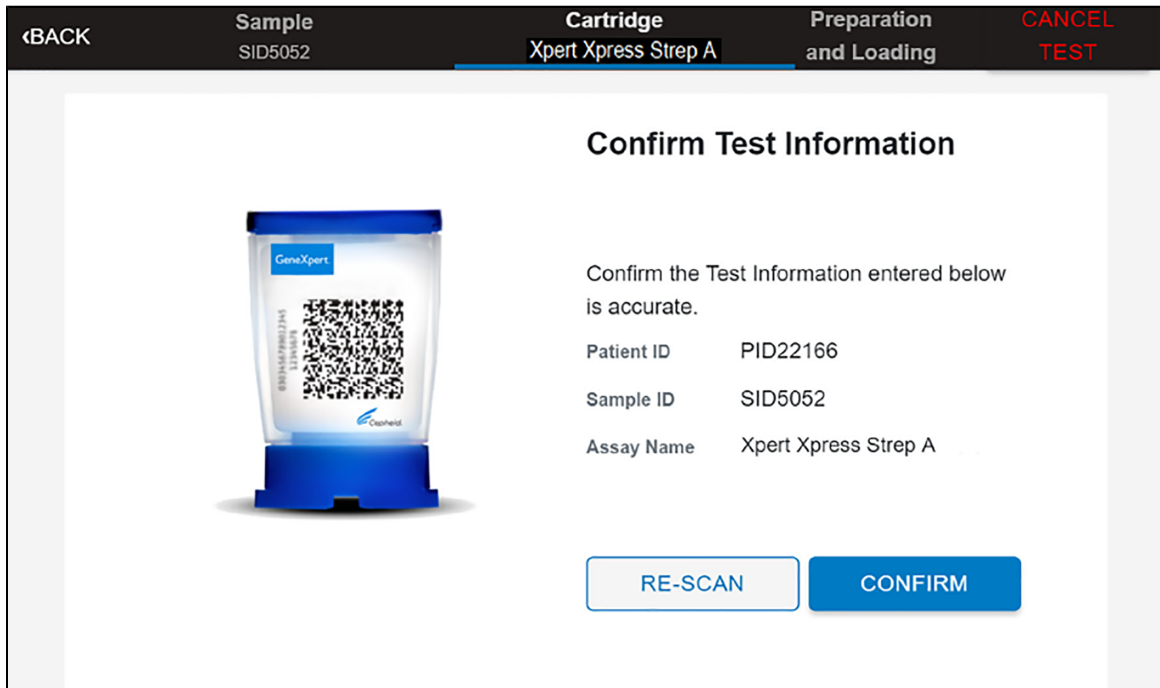 ‹BACK
Sample
SID5052
Cartridge
Xpert Xpress Strep A
Preparation
and Loading
CANCEL
TEST
Confirm Test Information
GeneXpert
0303456789012345
12345678
Cepheid.
Confirm the Test Information entered below
is accurate.
Patient ID PID22166
Sample ID SID5052
Assay Name Xpert Xpress Strep A
RE-SCAN
CONFIRM